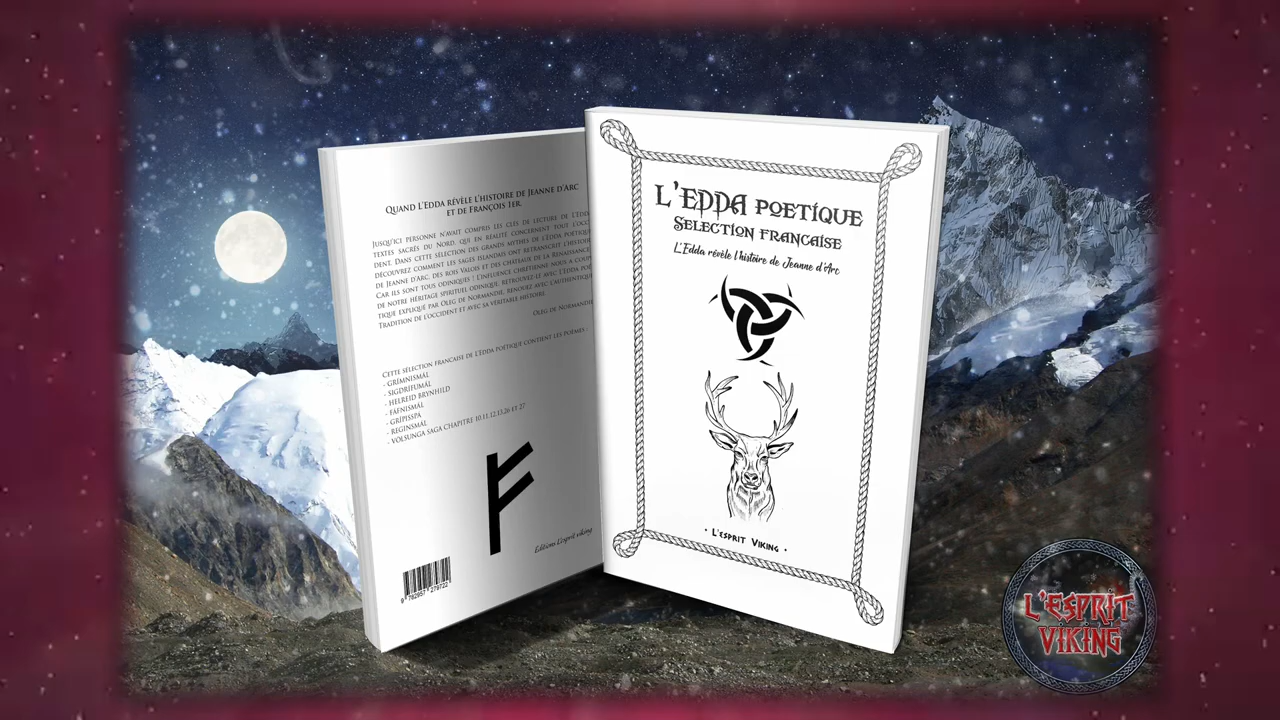 Quand L'Edda révèle l'histoire de Jeanne d'Arc
et de François 1er.
Jusqu'ici personne n'avait compris les clés de lecture de l'Edda
textes sacrés du Nord, qui en réalité concernent tout l'Occi
dent. Dans cette sélection des grands mythes de l'Edda poétique
découvrez comment les sages islandais ont retranscrit l'histoire
de Jeanne d'Arc, des rois Valois et des châteaux de la Renaissance.
Car ils sont tous odiniques ! L'influence chrétienne nous a coupé
de notre héritage spirituel odinique, retrouvez-le avec l'Edda poé
tique expliqué par Oleg de Normandie, renouez avec l'authentique
Tradition de l'Occident et avec sa véritable histoire.
Oleg de Normandie
Cette sélection francaise de l'Edda poétique contient les poèmes :
- Grímnismál
- Sigdrífumál
- Helreid Brynhild
- Fáfnismál
- Grípisspá
- Reginsmál
- Völsunga saga chapitre 10,11,12,13,26 et 27
Editions L'esprit viking
9 782957 279722
L'EDDA POETIQUE
SELECTION FRANCAISE
L'Edda révèle l'histoire de Jeanne d'Arc
• L'esprit Viking •
L'ESPRIT
VIKING